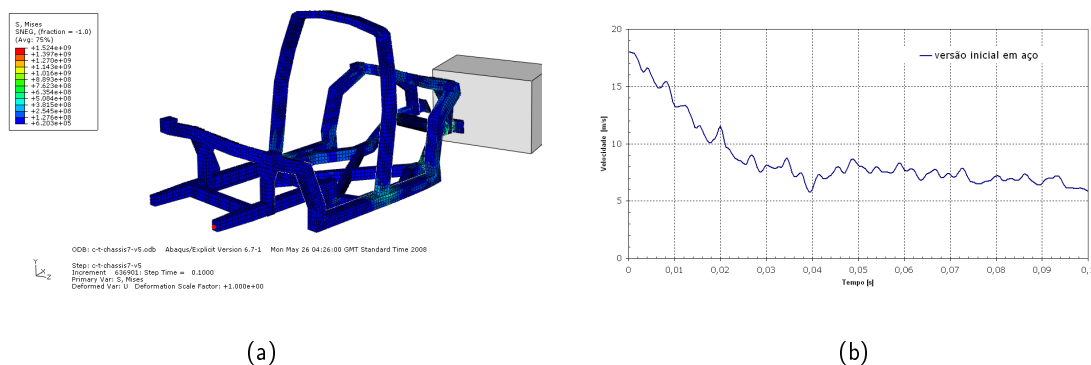 S, Mises
SNEG, (fraction = -1.0)
(Avg: 75%)
+1.524e+09
+1.397e+09
+1.270e+09
+1.143e+09
+1.016e+09
+8.893e+08
+7.623e+08
+6.354e+08
+5.084e+08
+3.815e+08
+2.545e+08
+1.276e+08
+6.203e+05
ODB: c-t-chassis7-v5.odb Abaqus/Explicit Version 6.7-1 Mon May 26 04:26:00 GMT Standard Time 2008
Step: c-t-chassis7-v5
Increment 636901: Step Time = 0.1000
Primary Var: S, Mises
Deformed Var: U Deformation Scale Factor: +1.000e+00
Y
X
Z
(a)
versão inicial em aço
Velocidade [m/s]
20
15
10
5
0
0 0,01 0,02 0,03 0,04 0,05 0,06 0,07 0,08 0,09 0,1
Tempo [s]
(b)